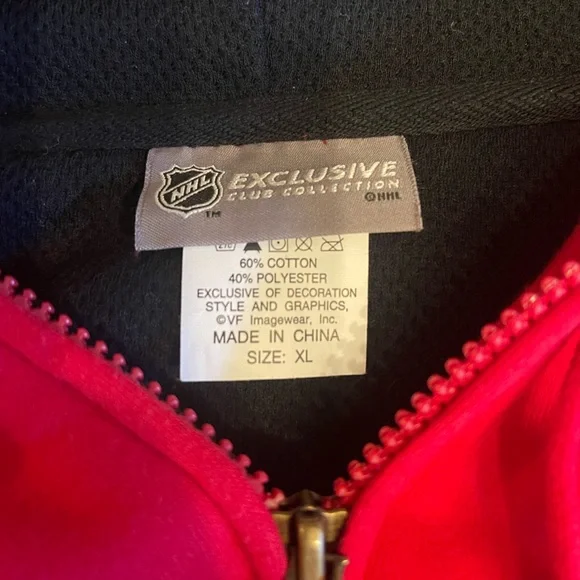 NHL
TM
EXCLUSIVE
CLUB COLLECTION
©NHL
60% COTTON
40% POLYESTER
EXCLUSIVE OF DECORATION
STYLE AND GRAPHICS,
©VF Imagewear, Inc.
MADE IN CHINA
SIZE: XL